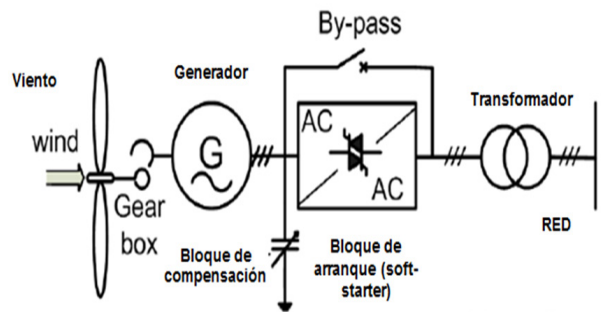 By-pass
Viento
Generador
Transformador
wind
G
AC
AC
Gear
box
RED
Bloque de
compensación
Bloque de
arranque (soft-
starter)